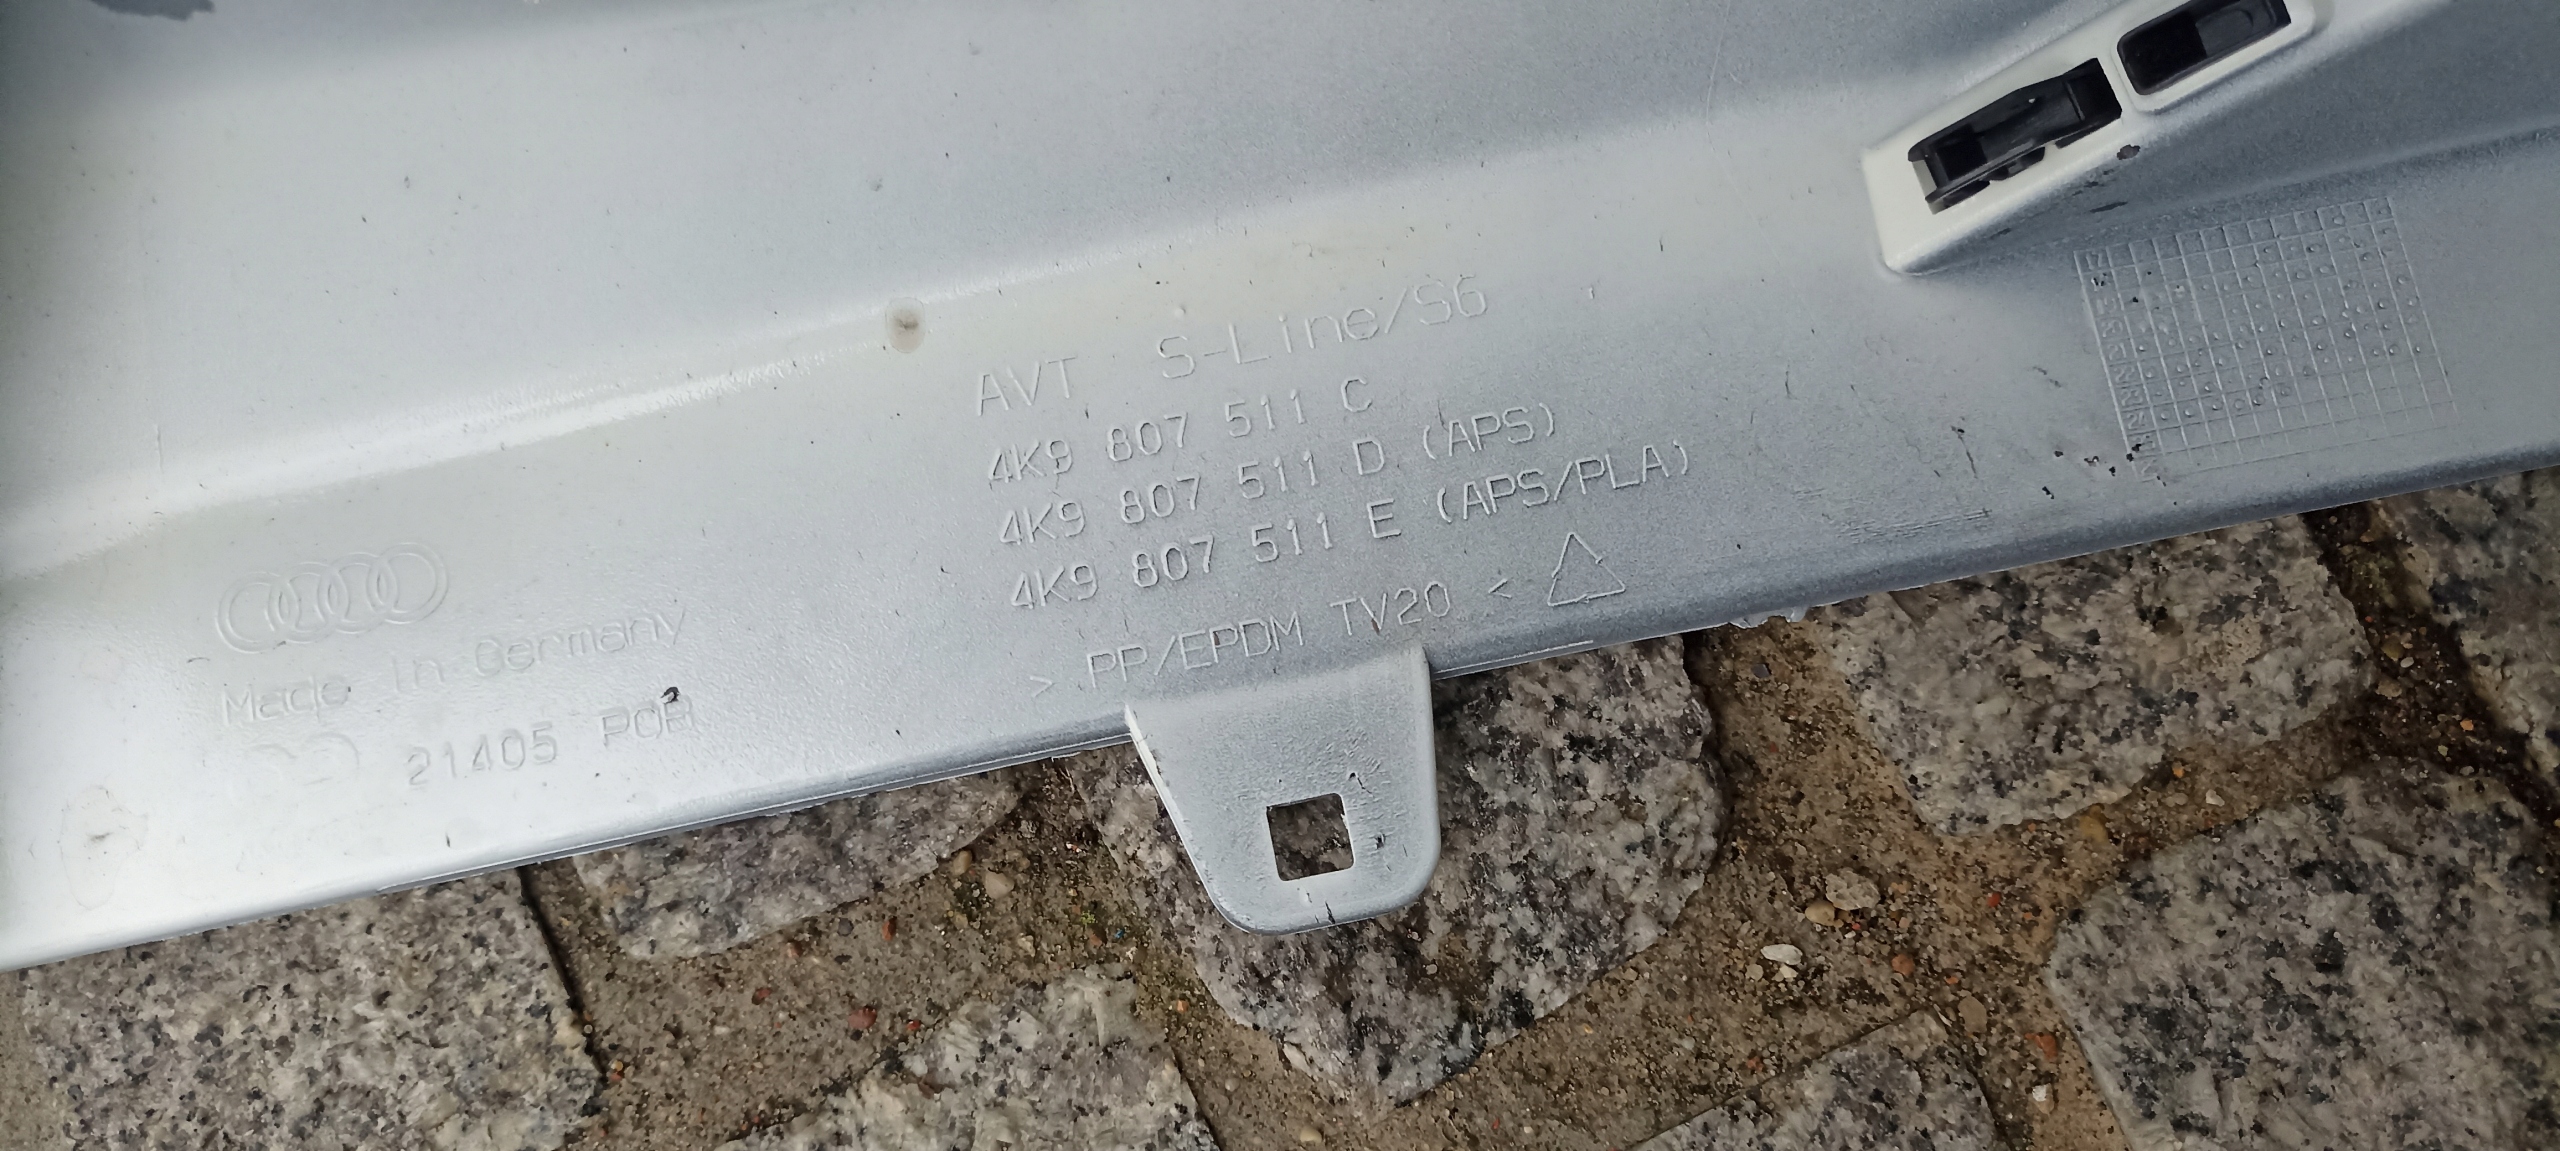 AVT S-Line/S6
4K9 807 511 C
4K9 807 511 D (APS)
4K9 807 511 E (APS/PLA)
> PP/EPDM TV20 <
Made in Germany
21405 POR